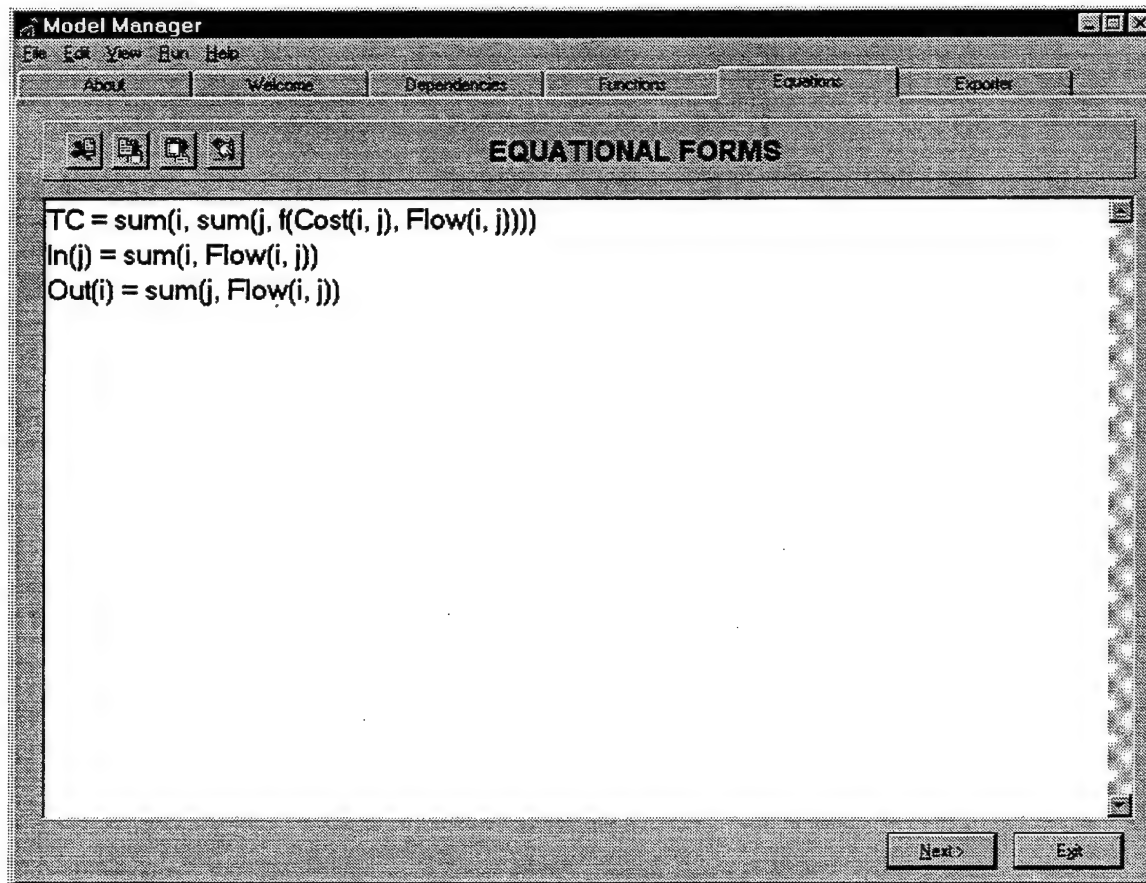 Model Manager
File Edit View Run Help
About Welcome Dependencies Functions Equations Exporter
EQUATIONAL FORMS
TC = sum(i, sum(j, f(Cost(i, j), Flow(i, j))))
In(j) = sum(i, Flow(i, j))
Out(i) = sum(j, Flow(i, j))
Next> Exit